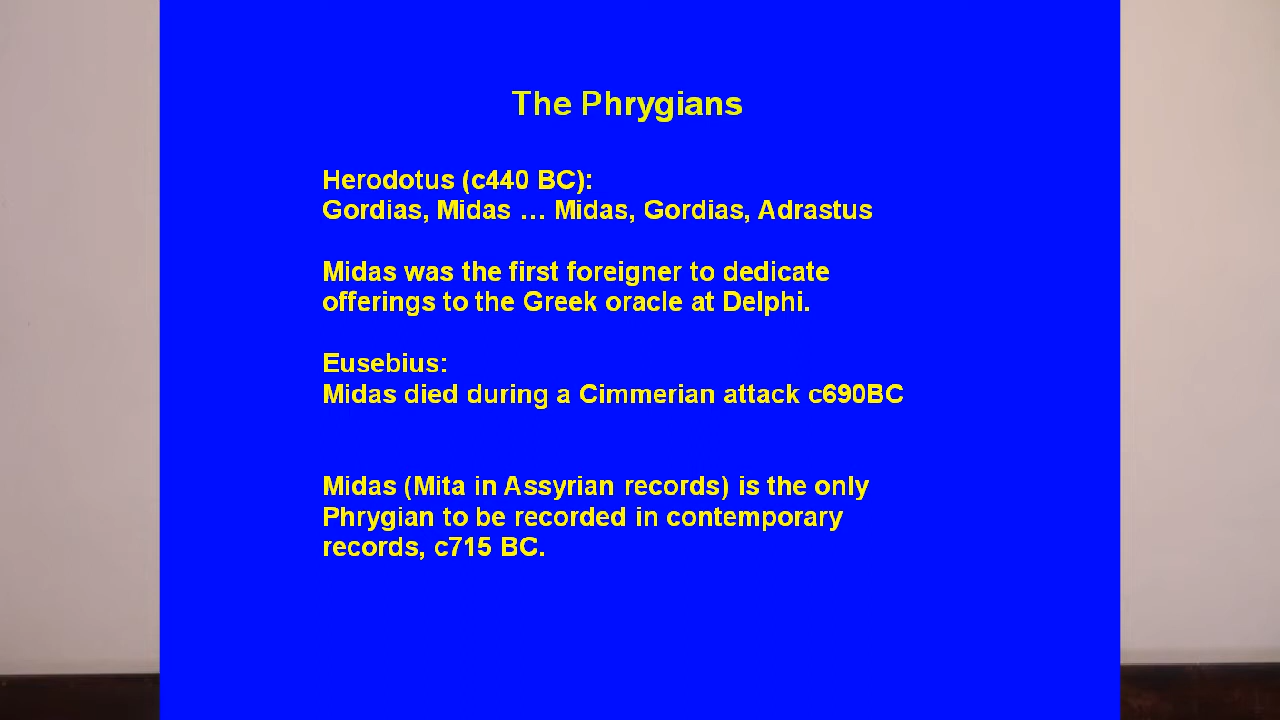 The Phrygians
Herodotus (c440 BC):
Gordias, Midas … Midas, Gordias, Adrastus
Midas was the first foreigner to dedicate
offerings to the Greek oracle at Delphi.
Eusebius:
Midas died during a Cimmerian attack c690BC
Midas (Mita in Assyrian records) is the only
Phrygian to be recorded in contemporary
records, c715 BC.